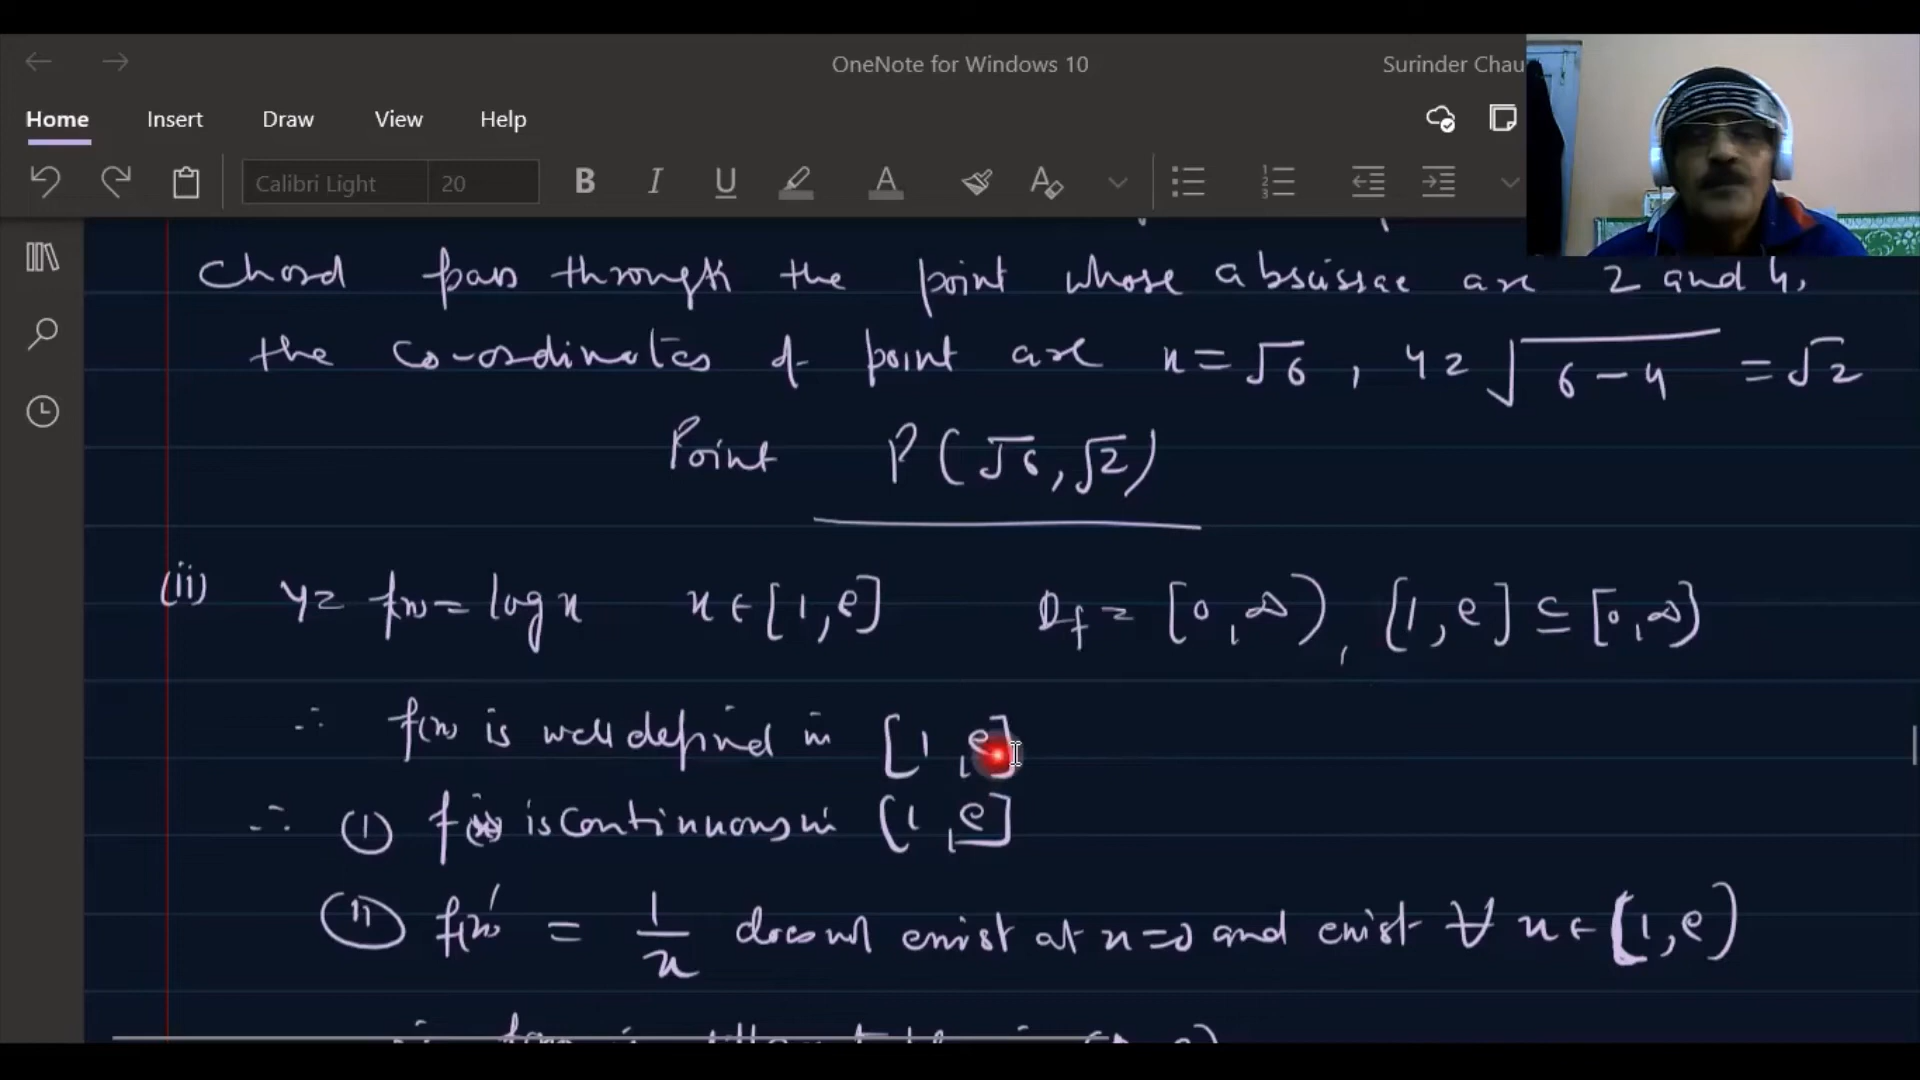 OneNote for Windows 10
Surinder Chau
Home Insert Draw View Help
Calibri Light 20 B I U A
chord pass through the point whose abscissae are 2 and 4,
the co-ordinates of point are x = √6 , y = √(6-4) = √2
Point P(√6, √2)
(ii) y = f(x) = log x x ∈ [1, e] Df = [0, ∞) , [1, e] ⊆ [0, ∞)
∴ f(x) is well defined in [1, e]
∴ (I) f(x) is continuous in [1, e]
(II) f(x)' = 1/x does not exist at x=0 and exist ∀ x ∈ (1, e)